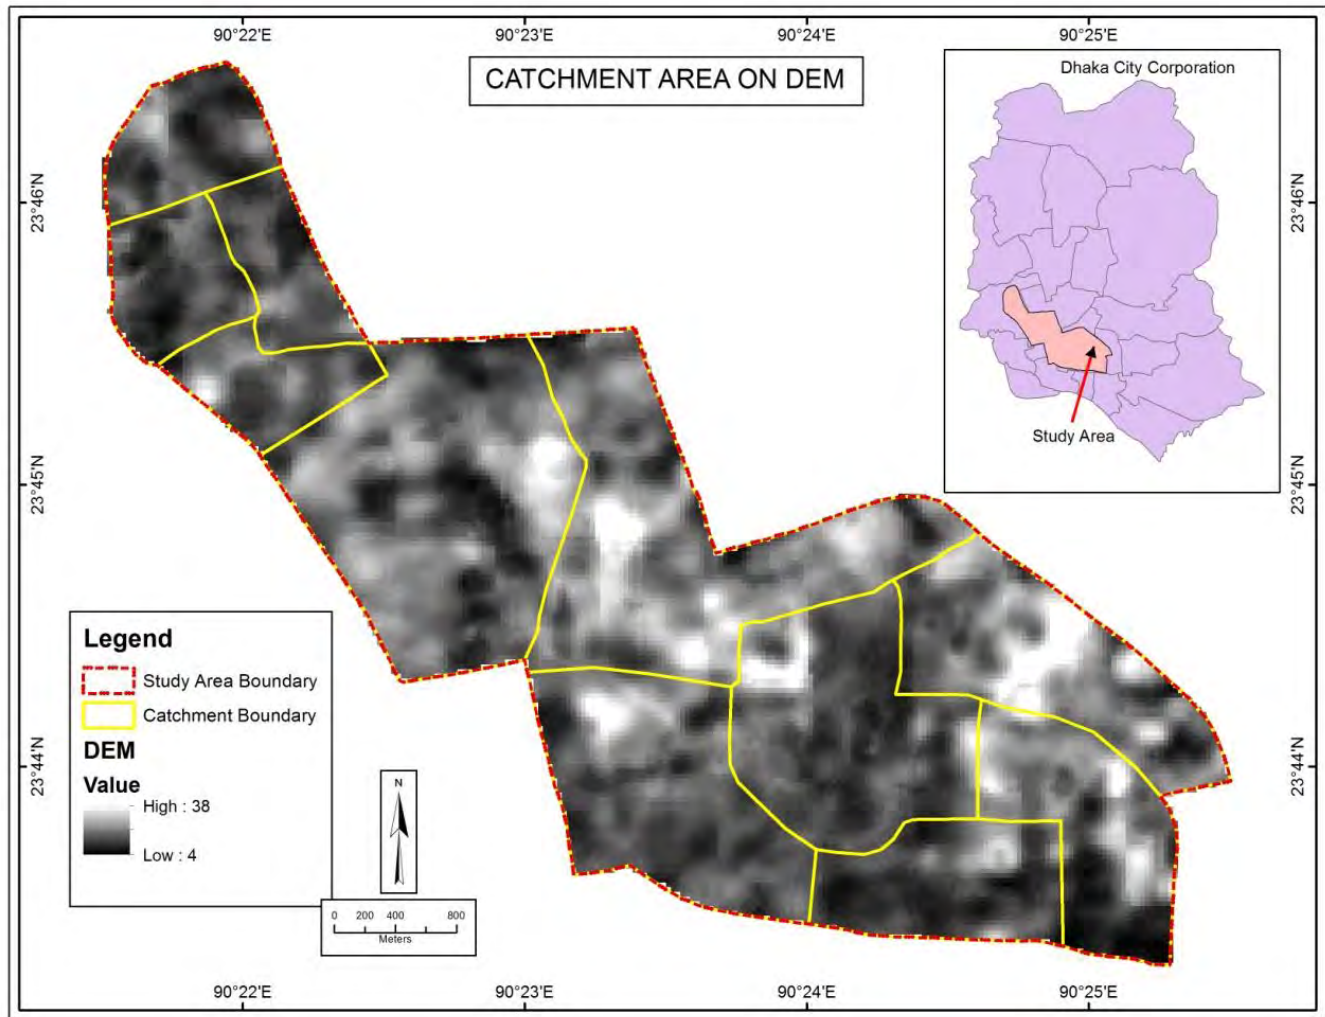 90°22'E
90°23'E
90°24'E
90°25'E
CATCHMENT AREA ON DEM
Dhaka City Corporation
Study Area
23°46'N
23°45'N
23°44'N
23°46'N
23°45'N
23°44'N
Legend
Study Area Boundary
Catchment Boundary
DEM
Value
High : 38
Low : 4
N
0 200 400 800
Meters
90°22'E
90°23'E
90°24'E
90°25'E